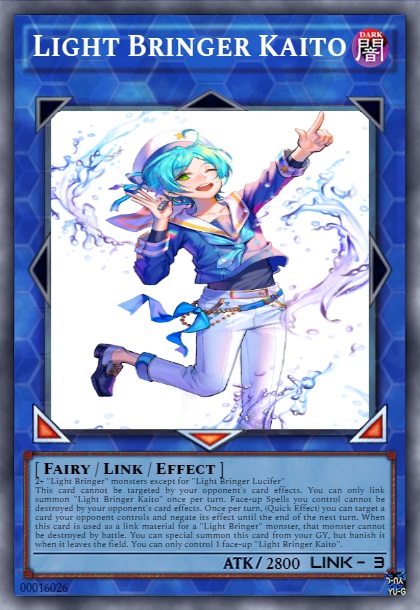 LIGHT BRINGER KAITO
DARK
闇
[ FAIRY / LINK / EFFECT ]
2+ "Light Bringer" monsters except for "Light Bringer Lucifer"
This card cannot be targeted by your opponent's card effects. You can only link
summon "Light Bringer Kaito" once per turn. Face-up Spells you control cannot be
destroyed by your opponent's card effects. Once per turn, (Quick Effect) you can target a
card your opponent controls and negate its effect until the end of the next turn. When
this card is used as a link material for a "Light Bringer" monster, that monster cannot
be destroyed by battle. You can special summon this card from your GY, but banish it
when it leaves the field. You can only control 1 face-up "Light Bringer Kaito".
ATK/ 2800 LINK - 3
00016026